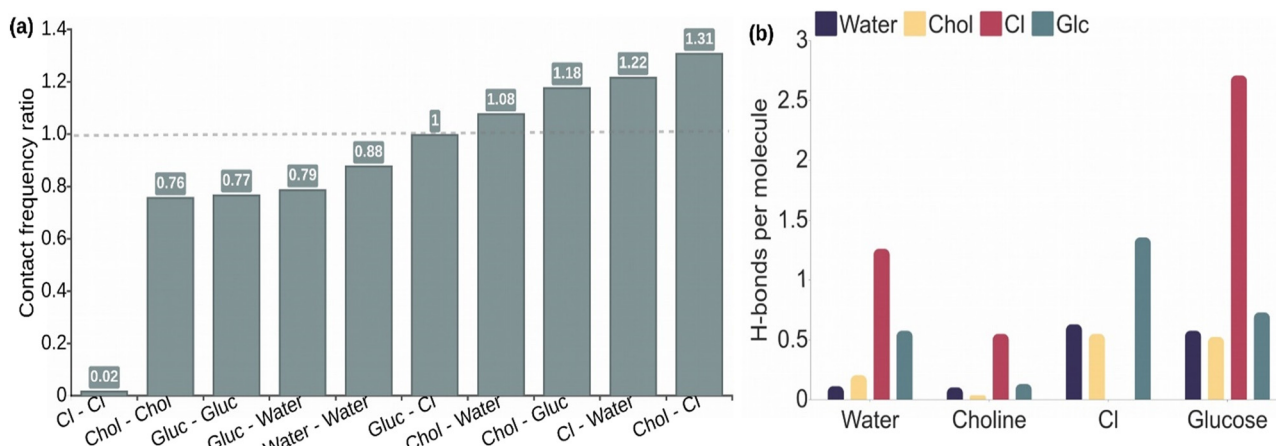 (a)
Contact frequency ratio
1.4
1.2
1.0
0.8
0.6
0.4
0.2
0
0.02
0.76
0.77
0.79
0.88
1
1.08
1.18
1.22
1.31
Cl - Cl
Chol - Chol
Gluc - Gluc
Gluc - Water
Water - Water
Gluc - Cl
Chol - Water
Chol - Gluc
Cl - Water
Chol - Cl
(b)
Water Chol Cl Glc
H-bonds per molecule
3
2.5
2
1.5
1
0.5
0
Water Choline Cl Glucose